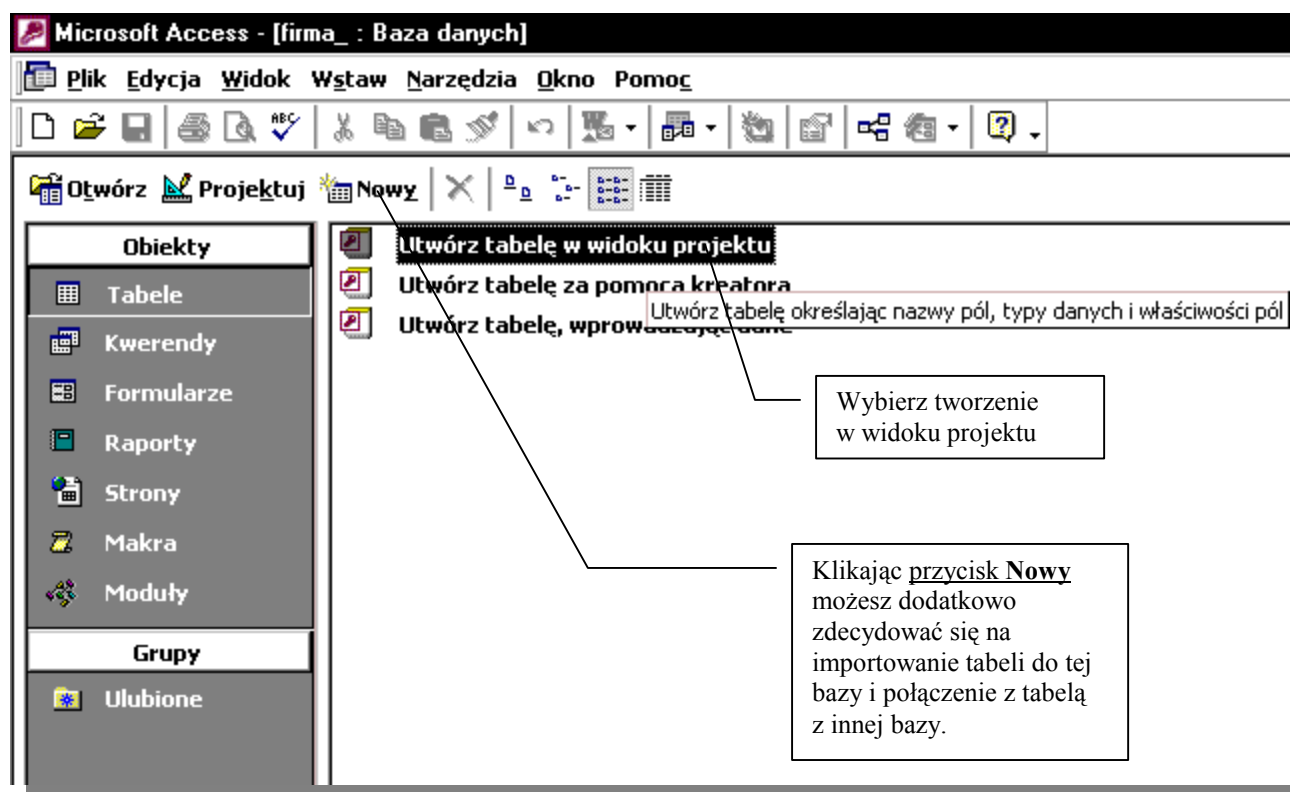 Microsoft Access - [firma_ : Baza danych]
Plik Edycja Widok Wstaw Narzędzia Okno Pomoc
Otwórz Projektuj Nowy
Obiekty
Tabele
Kwerendy
Formularze
Raporty
Strony
Makra
Moduły
Grupy
Ulubione
Utwórz tabelę w widoku projektu
Utwórz tabelę za pomocą kreatora
Utwórz tabelę określając nazwy pól, typy danych i właściwości pól
Utwórz tabelę, wprowadzając dane
Wybierz tworzenie
w widoku projektu
Klikając przycisk Nowy
możesz dodatkowo
zdecydować się na
importowanie tabeli do tej
bazy i połączenie z tabelą
z innej bazy.